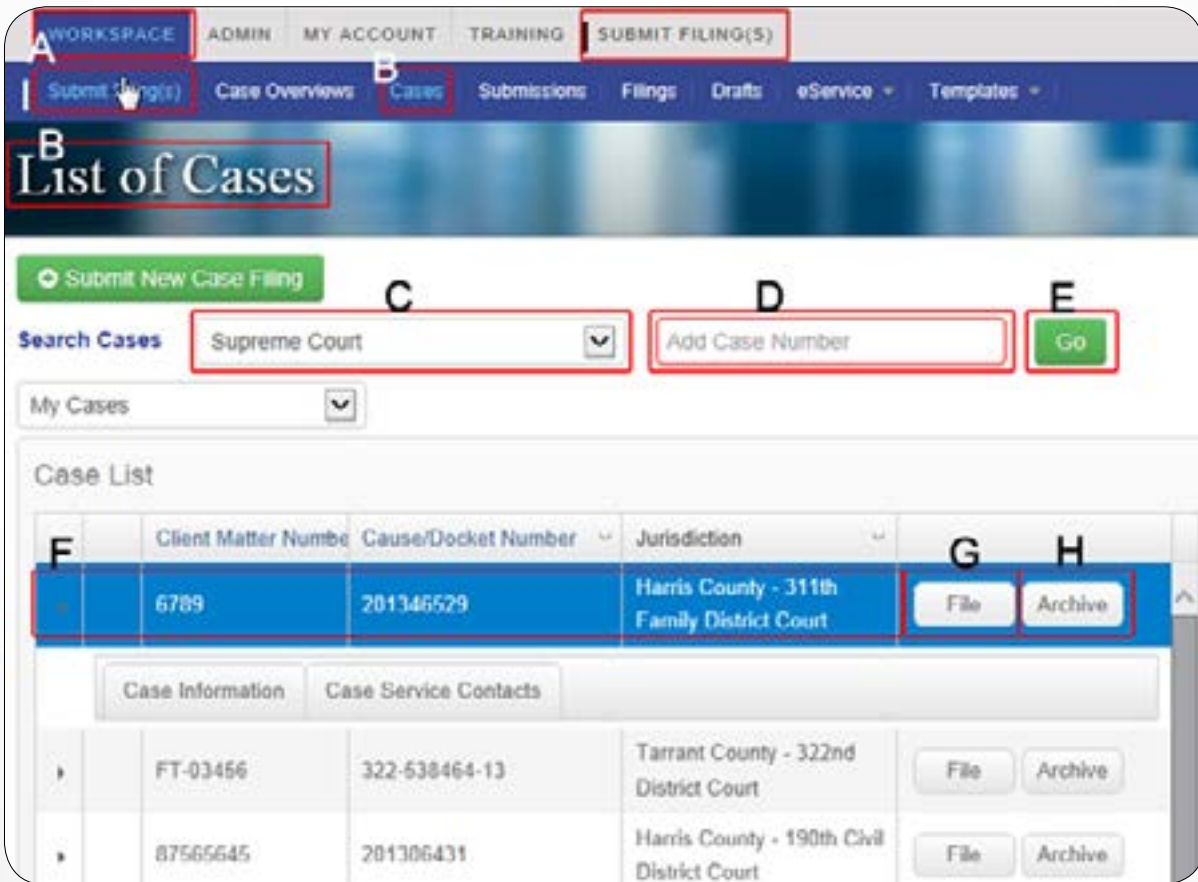 WORKSPACE ADMIN MY ACCOUNT TRAINING SUBMIT FILING(S)
A
B
Submit Filing(s) Case Overviews Cases Submissions Filings Drafts eService Templates
B
List of Cases
Submit New Case Filing
C D E
Search Cases Supreme Court Add Case Number Go
My Cases
Case List
F Client Matter Numbe Cause/Docket Number Jurisdiction G H
6789 201346529 Harris County - 311th
Family District Court File Archive
Case Information Case Service Contacts
FT-03456 322-538464-13 Tarrant County - 322nd
District Court File Archive
87565645 201306431 Harris County - 190th Civil
District Court File Archive